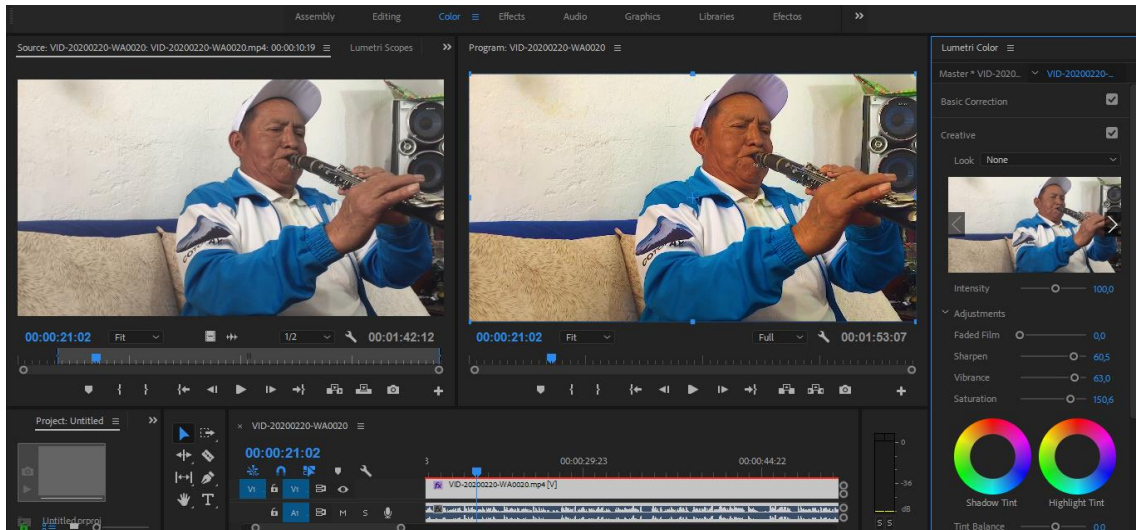 Assembly Editing Color Effects Audio Graphics Libraries Efectos
Source: VID-20200220-WA0020: VID-20200220-WA0020.mp4: 00:00:10:19 Lumetri Scopes
Program: VID-20200220-WA0020
Lumetri Color
Master * VID-2020... VID-20200220-...
Basic Correction
Creative
Look None
Intensity 100,0
Adjustments
Faded Film 0,0
Sharpen 60,5
Vibrance 63,0
Saturation 150,6
Shadow Tint Highlight Tint
Tint Balance 0,0
00:00:21:02 Fit 1/2 00:01:42:12
00:00:21:02 Fit Full 00:01:53:07
Project: Untitled
Untitled.prproj
T
× VID-20200220-WA0020
00:00:21:02
00:00:29:23 00:00:44:22
V1 V1 fx VID-20200220-WA0020.mp4 [V]
A1 M S
0
-36
dB
S S